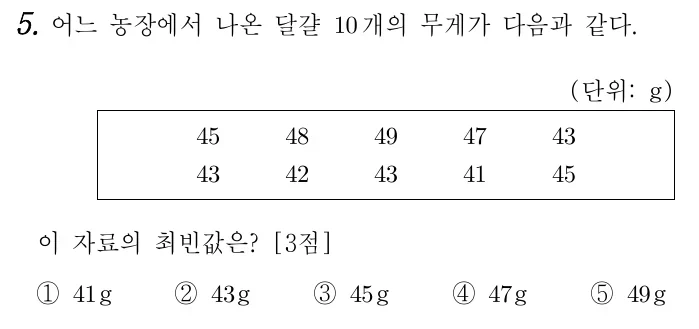 5. 어느 농장에서 나온 달걀 10개의 무게가 다음과 같다.
(단위: g)
45 48 49 47 43
43 42 43 41 45
이 자료의 최빈값은? [3점]
① 41g ② 43g ③ 45g ④ 47g ⑤ 49g